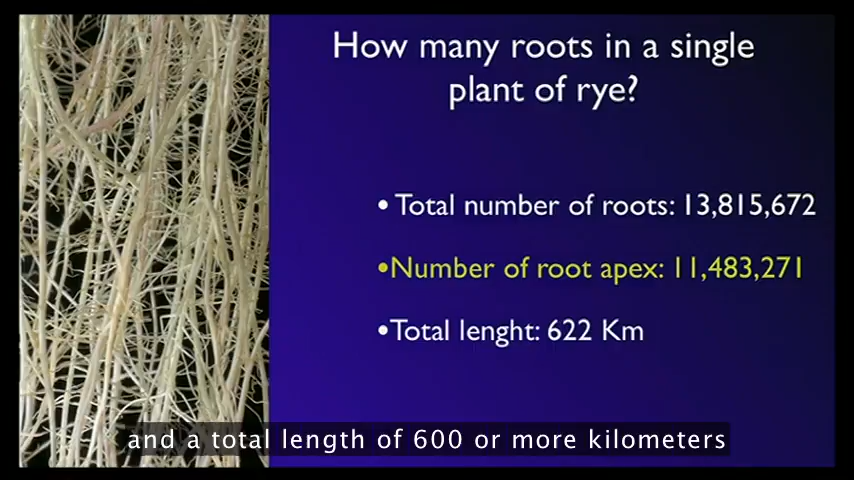 How many roots in a single
plant of rye?
• Total number of roots: 13,815,672
•Number of root apex: 11,483,271
•Total lenght: 622 Km
and a total length of 600 or more kilometers